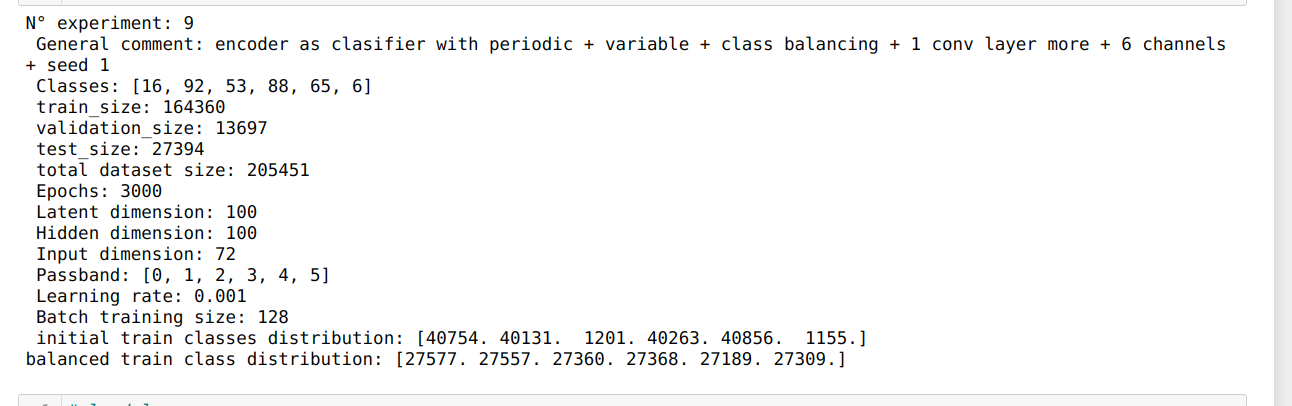 N° experiment: 9
General comment: encoder as clasifier with periodic + variable + class balancing + 1 conv layer more + 6 channels
+ seed 1
Classes: [16, 92, 53, 88, 65, 6]
train_size: 164360
validation_size: 13697
test_size: 27394
total dataset size: 205451
Epochs: 3000
Latent dimension: 100
Hidden dimension: 100
Input dimension: 72
Passband: [0, 1, 2, 3, 4, 5]
Learning rate: 0.001
Batch training size: 128
initial train classes distribution: [40754. 40131.  1201. 40263. 40856.  1155.]
balanced train class distribution: [27577. 27557. 27360. 27368. 27189. 27309.]